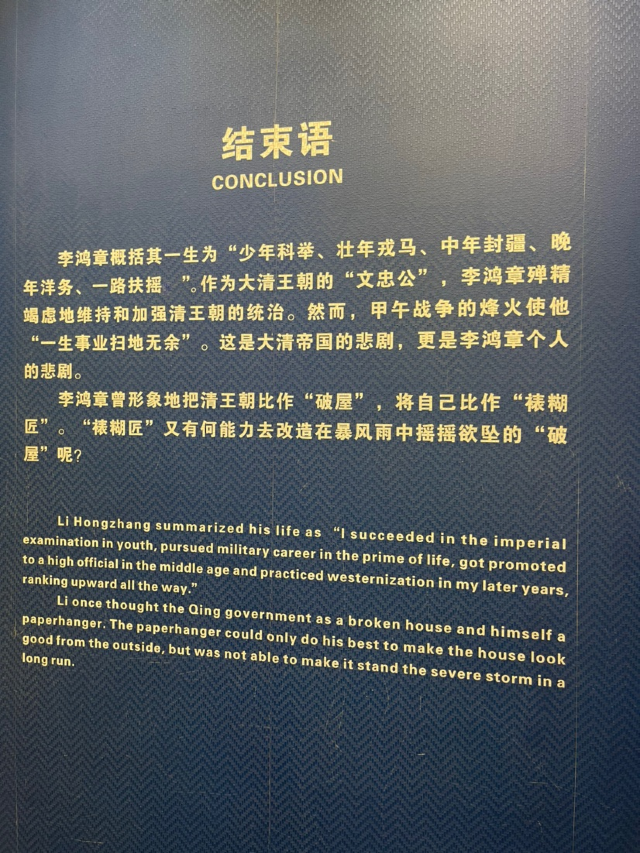 结束语
CONCLUSION
李鸿章概括其一生为“少年科举、壮年戎马、中年封疆、晚
年洋务、一路扶摇 ”。作为大清王朝的“文忠公”，李鸿章殚精
竭虑地维持和加强清王朝的统治。然而，甲午战争的烽火使他
“一生事业扫地无余”。这是大清帝国的悲剧，更是李鸿章个人
的悲剧。
李鸿章曾形象地把清王朝比作“破屋”，将自己比作“裱糊
匠”。“裱糊匠”又有何能力去改造在暴风雨中摇摇欲坠的“破
屋”呢？
Li Hongzhang summarized his life as “I succeeded in the imperial
examination in youth, pursued military career in the prime of life, got promoted
to a high official in the middle age and practiced westernization in my later years,
ranking upward all the way.”
Li once thought the Qing government as a broken house and himself a
paperhanger. The paperhanger could only do his best to make the house look
good from the outside, but was not able to make it stand the severe storm in a
long run.